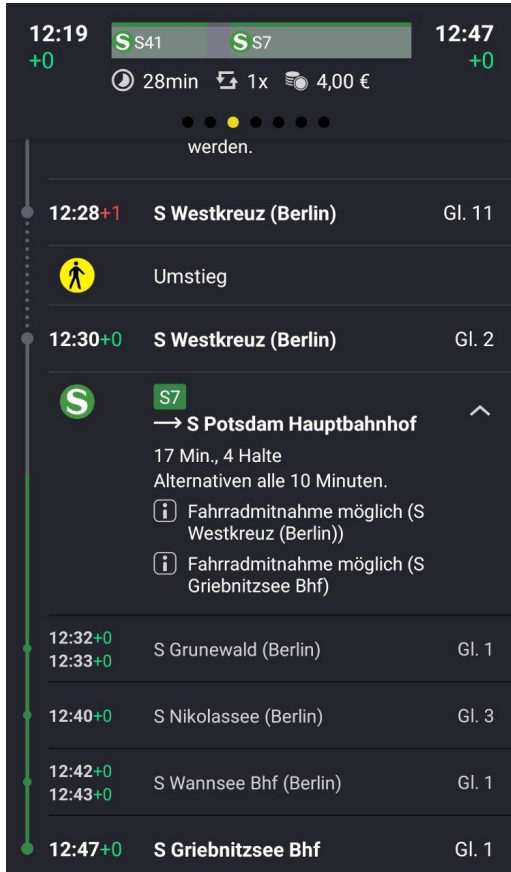 12:19 12:47
+0 S S41 S S7 +0
28min 1x 4,00 €
werden.
12:28+1 S Westkreuz (Berlin) Gl. 11
Umstieg
12:30+0 S Westkreuz (Berlin) Gl. 2
S S7
→ S Potsdam Hauptbahnhof
17 Min., 4 Halte
Alternativen alle 10 Minuten.
i Fahrradmitnahme möglich (S
Westkreuz (Berlin))
i Fahrradmitnahme möglich (S
Griebnitzsee Bhf)
12:32+0
12:33+0 S Grunewald (Berlin) Gl. 1
12:40+0 S Nikolassee (Berlin) Gl. 3
12:42+0
12:43+0 S Wannsee Bhf (Berlin) Gl. 1
12:47+0 S Griebnitzsee Bhf Gl. 1